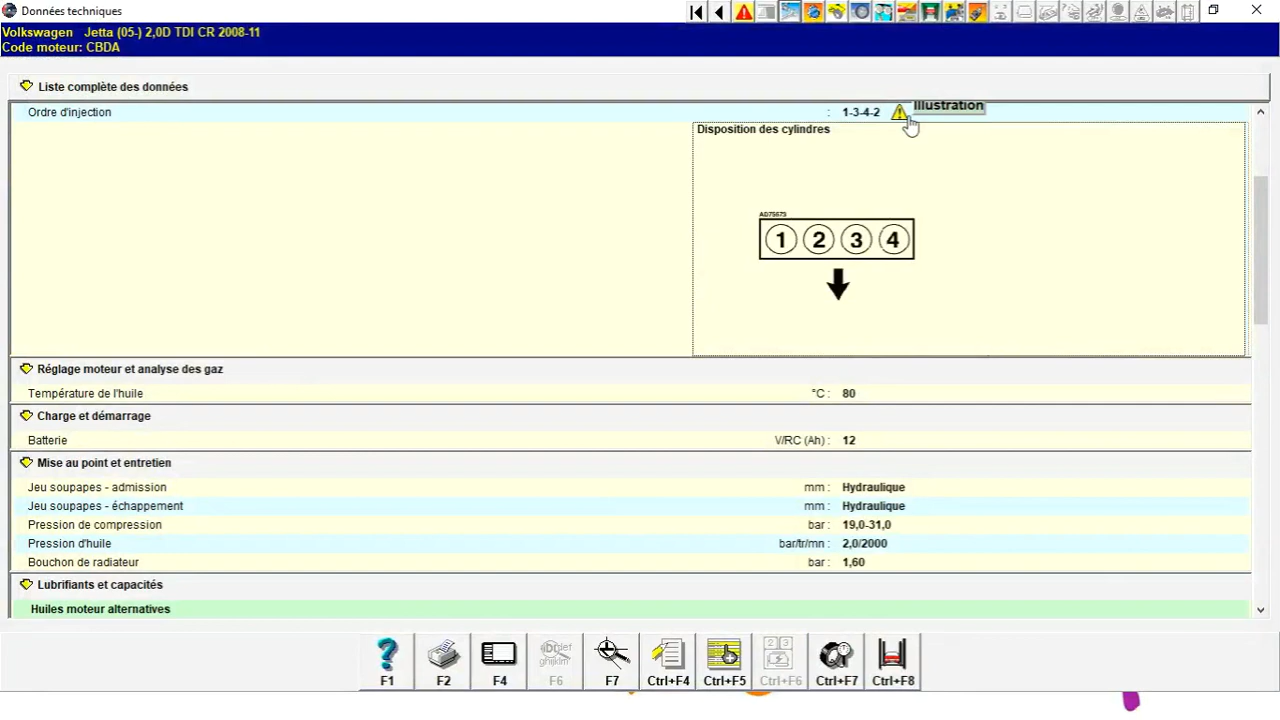 Données techniques
Volkswagen Jetta (05-) 2,0D TDI CR 2008-11
Code moteur: CBDA
Liste complète des données
Ordre d'injection : 1-3-4-2 Illustration
Disposition des cylindres
AD75673
1 2 3 4
Réglage moteur et analyse des gaz
Température de l'huile °C : 80
Charge et démarrage
Batterie V/RC (Ah) : 12
Mise au point et entretien
Jeu soupapes - admission mm : Hydraulique
Jeu soupapes - échappement mm : Hydraulique
Pression de compression bar : 19,0-31,0
Pression d'huile bar/tr/mn : 2,0/2000
Bouchon de radiateur bar : 1,60
Lubrifiants et capacités
Huiles moteur alternatives
F1 F2 F4 F6 F7 Ctrl+F4 Ctrl+F5 Ctrl+F6 Ctrl+F7 Ctrl+F8